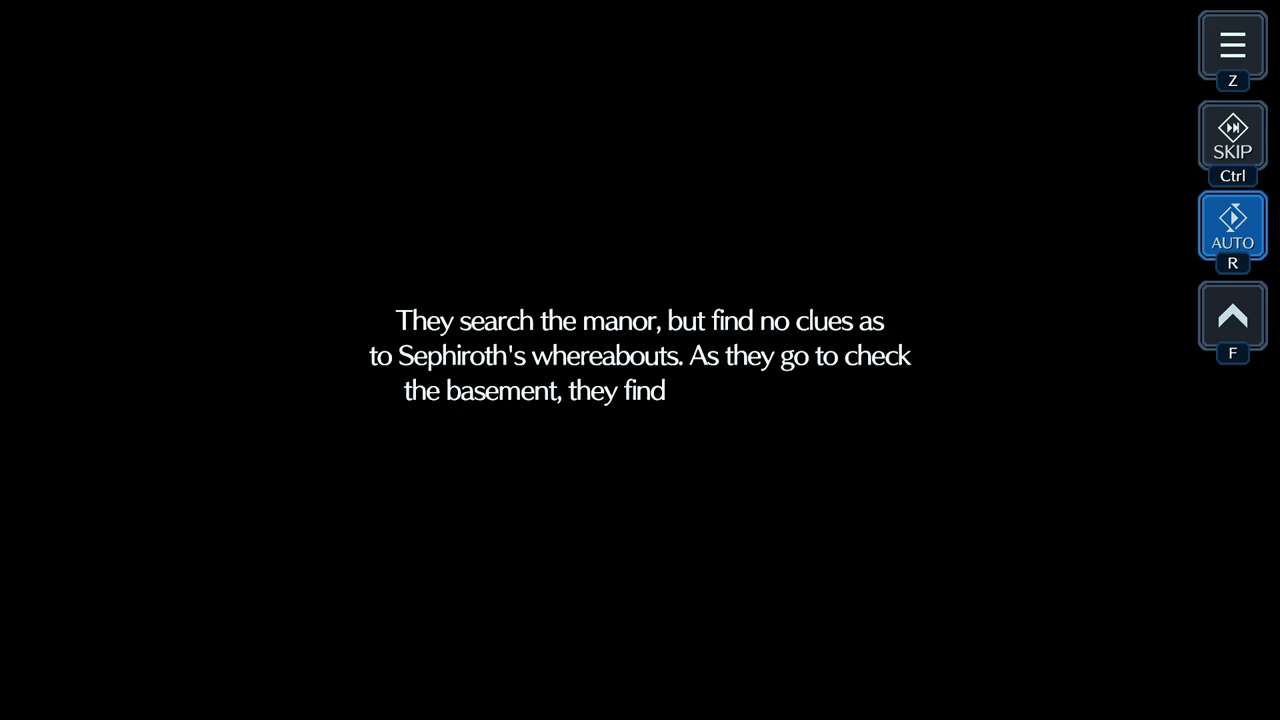 They search the manor, but find no clues as
to Sephiroth's whereabouts. As they go to check
the basement, they find
Z
SKIP
Ctrl
AUTO
R
F